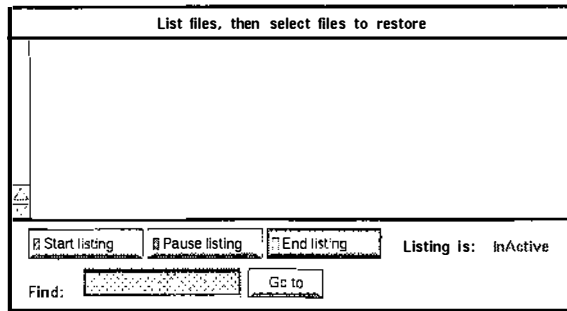 List files, then select files to restore
Start listing Pause listing End listing Listing is: InActive
Find: Go to